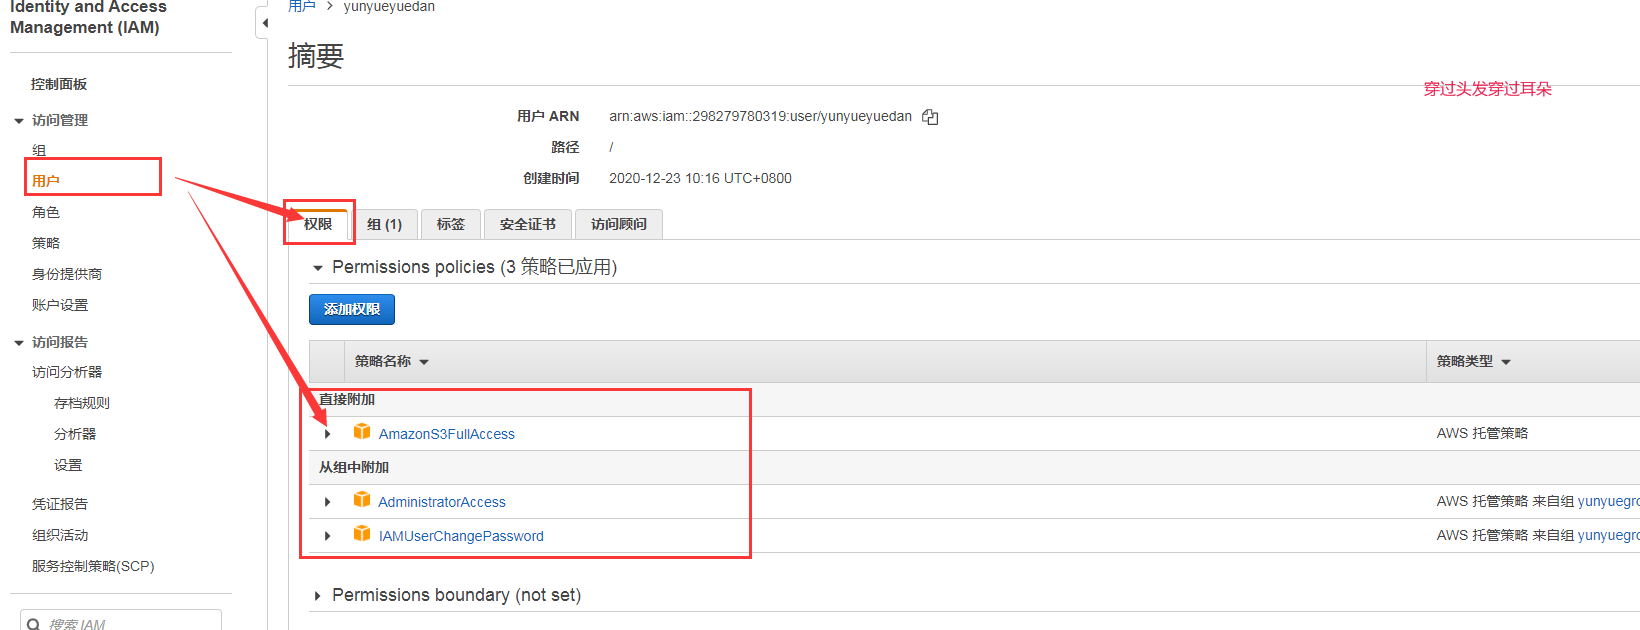 Identity and Access
Management (IAM)
控制面板
访问管理
组
用户
角色
策略
身份提供商
账户设置
访问报告
访问分析器
存档规则
分析器
设置
凭证报告
组织活动
服务控制策略(SCP)
搜索 IAM
用户 > yunyueyuedan
摘要
穿过头发穿过耳朵
用户 ARN arn:aws:iam::298279780319:user/yunyueyuedan
路径 /
创建时间 2020-12-23 10:16 UTC+0800
权限 组 (1) 标签 安全证书 访问顾问
Permissions policies (3 策略已应用)
添加权限
策略名称 策略类型
直接附加
AmazonS3FullAccess AWS 托管策略
从组中附加
AdministratorAccess AWS 托管策略 来自组 yunyuegro
IAMUserChangePassword AWS 托管策略 来自组 yunyuegro
Permissions boundary (not set)